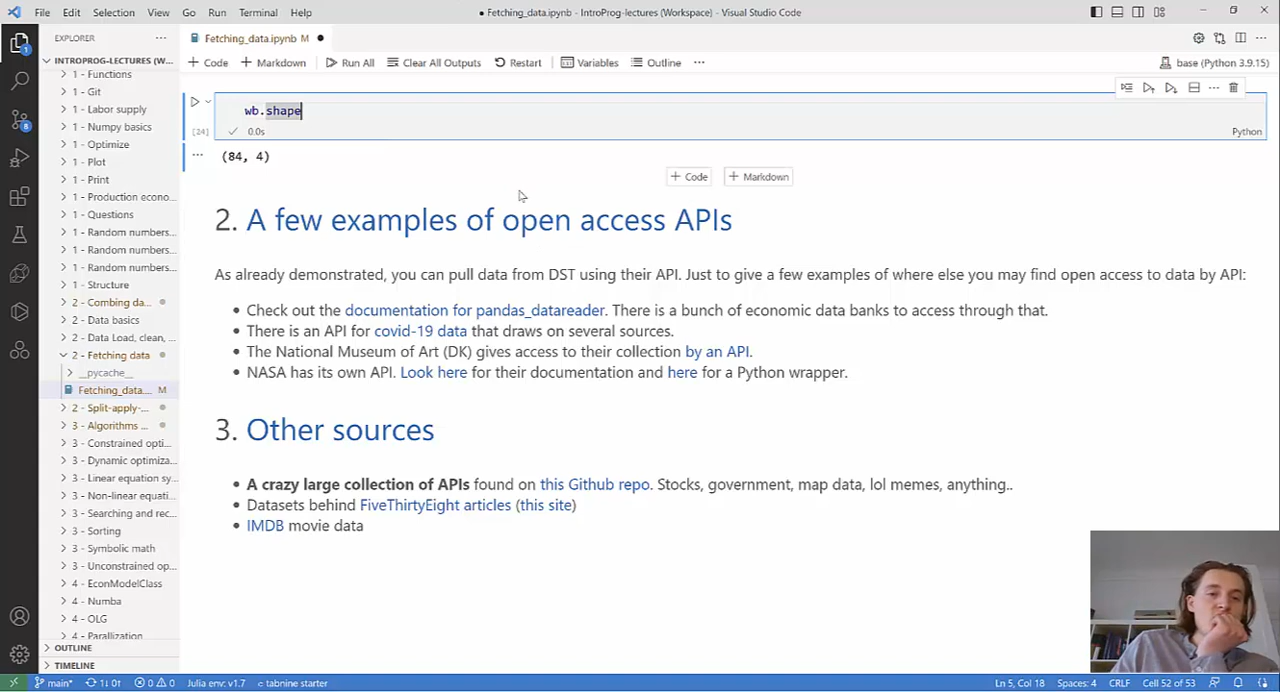 File Edit Selection View Go Run Terminal Help
● Fetching_data.ipynb - IntroProg-lectures (Workspace) - Visual Studio Code
EXPLORER
Fetching_data.ipynb M ●
INTROPROG-LECTURES (W...
+ Code + Markdown Run All Clear All Outputs Restart Variables Outline ...
base (Python 3.9.15)
1 - Functions
1 - Git
1 - Labor supply
1 - Numpy basics
1 - Optimize
1 - Plot
1 - Print
1 - Production econo...
1 - Questions
1 - Random numbers...
1 - Random numbers...
1 - Random numbers...
1 - Structure
2 - Combing da...
2 - Data basics
2 - Data Load, clean, ...
2 - Fetching data
__pycache__
Fetching_data.... M
2 - Split-apply-...
3 - Algorithms ...
3 - Constrained opti...
3 - Dynamic optimiza...
3 - Linear equation sy...
3 - Non-linear equati...
3 - Searching and rec...
3 - Sorting
3 - Symbolic math
3 - Unconstrained op...
4 - EconModelClass
4 - Numba
4 - OLG
4 - Parallization
OUTLINE
TIMELINE
wb.shape
[24] ✓ 0.0s
Python
... (84, 4)
+ Code + Markdown
2. A few examples of open access APIs
As already demonstrated, you can pull data from DST using their API. Just to give a few examples of where else you may find open access to data by API:
• Check out the documentation for pandas_datareader. There is a bunch of economic data banks to access through that.
• There is an API for covid-19 data that draws on several sources.
• The National Museum of Art (DK) gives access to their collection by an API.
• NASA has its own API. Look here for their documentation and here for a Python wrapper.
3. Other sources
• A crazy large collection of APIs found on this Github repo. Stocks, government, map data, lol memes, anything..
• Datasets behind FiveThirtyEight articles (this site)
• IMDB movie data
main* 1↓ 0↑ 0 0 Julia env: v1.7 tabnine starter
Ln 5, Col 18 Spaces: 4 CRLF Cell 52 of 53